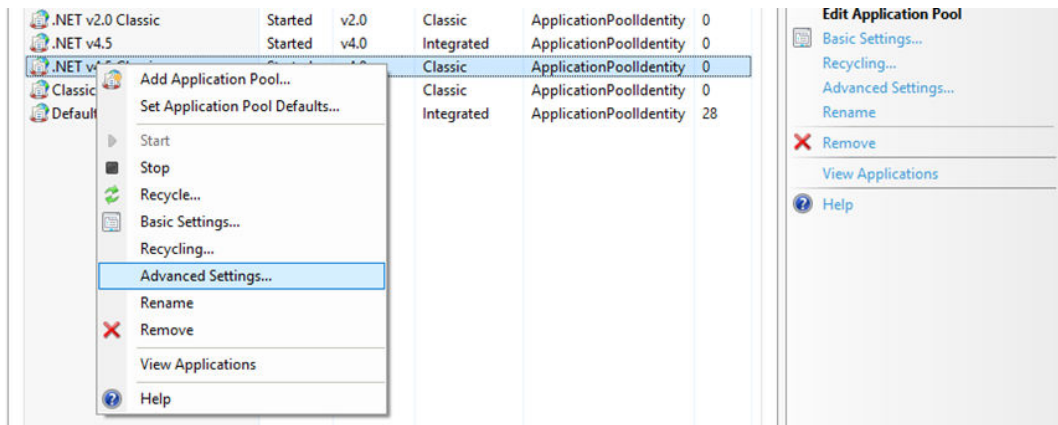 .NET v2.0 Classic Started v2.0 Classic ApplicationPoolIdentity 0
.NET v4.5 Started v4.0 Integrated ApplicationPoolIdentity 0
.NET Classic ApplicationPoolIdentity 0
Classic Classic ApplicationPoolIdentity 0
Default Integrated ApplicationPoolIdentity 28
Add Application Pool...
Set Application Pool Defaults...
Start
Stop
Recycle...
Basic Settings...
Recycling...
Advanced Settings...
Rename
Remove
View Applications
Help
Edit Application Pool
Basic Settings...
Recycling...
Advanced Settings...
Rename
Remove
View Applications
Help